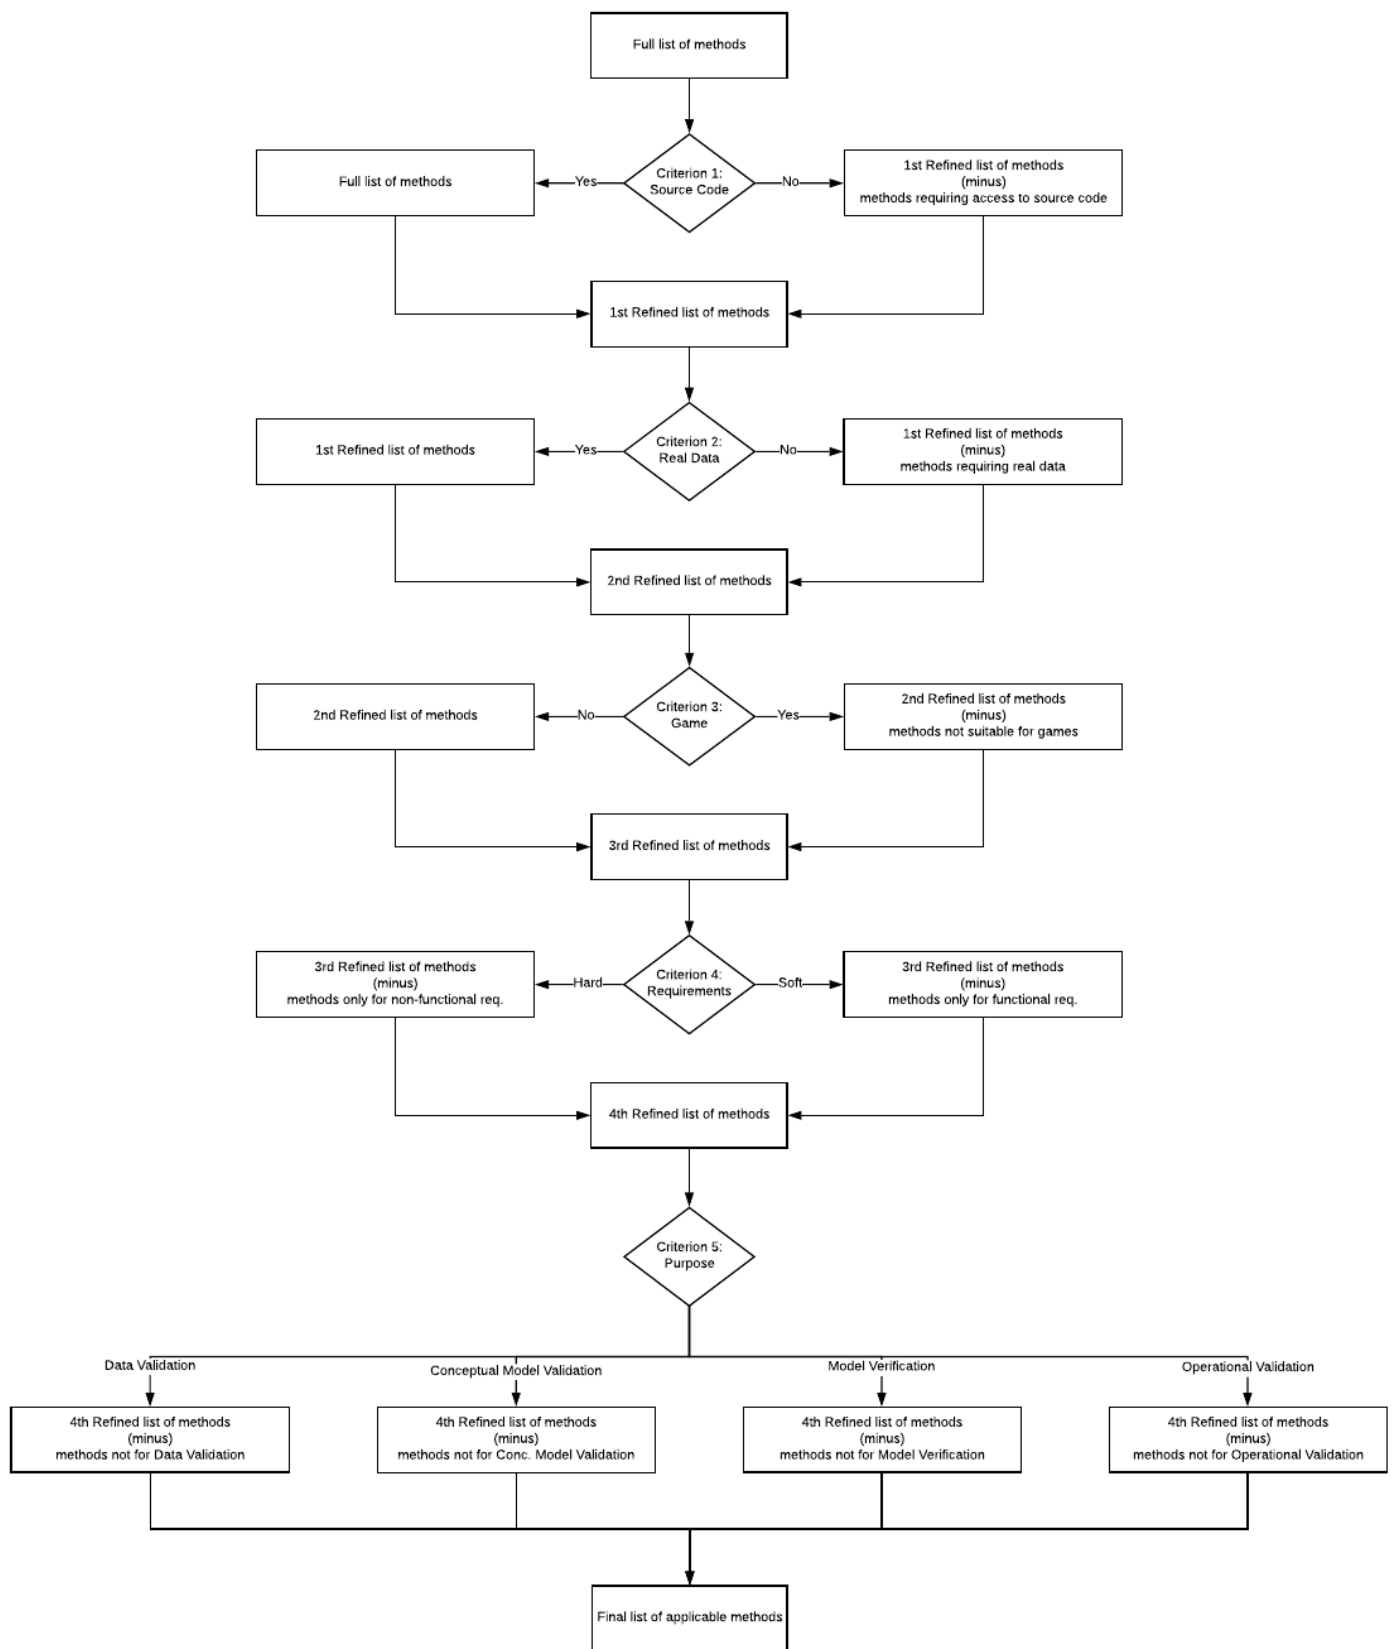 Full list of methods
Criterion 1:
Source Code
Yes
No
Full list of methods
1st Refined list of methods
(minus)
methods requiring access to source code
1st Refined list of methods
Criterion 2:
Real Data
Yes
No
1st Refined list of methods
1st Refined list of methods
(minus)
methods requiring real data
2nd Refined list of methods
Criterion 3:
Game
No
Yes
2nd Refined list of methods
2nd Refined list of methods
(minus)
methods not suitable for games
3rd Refined list of methods
Criterion 4:
Requirements
Hard
Soft
3rd Refined list of methods
(minus)
methods only for non-functional req.
3rd Refined list of methods
(minus)
methods only for functional req.
4th Refined list of methods
Criterion 5:
Purpose
Data Validation
Conceptual Model Validation
Model Verification
Operational Validation
4th Refined list of methods
(minus)
methods not for Data Validation
4th Refined list of methods
(minus)
methods not for Conc. Model Validation
4th Refined list of methods
(minus)
methods not for Model Verification
4th Refined list of methods
(minus)
methods not for Operational Validation
Final list of applicable methods